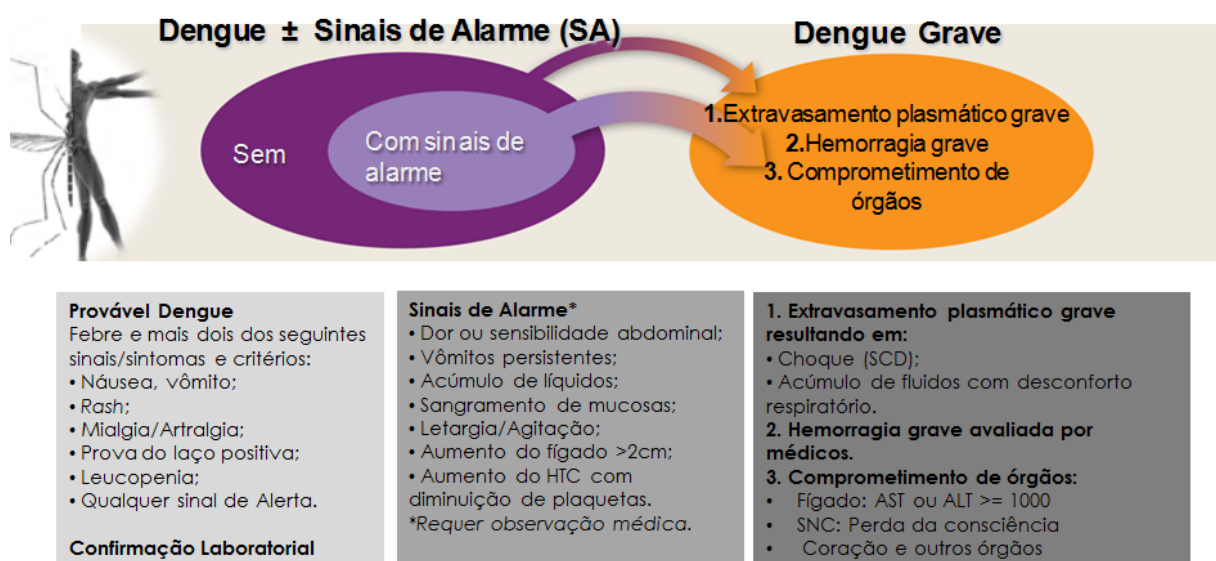 Dengue ± Sinais de Alarme (SA)
Dengue Grave
Sem
Com sinais de
alarme
1.Extravasamento plasmático grave
2.Hemorragia grave
3. Comprometimento de
órgãos
Provável Dengue
Febre e mais dois dos seguintes
sinais/sintomas e critérios:
• Náusea, vômito;
• Rash;
• Mialgia/Artralgia;
• Prova do laço positiva;
• Leucopenia;
• Qualquer sinal de Alerta.
Confirmação Laboratorial
Sinais de Alarme*
• Dor ou sensibilidade abdominal;
• Vômitos persistentes;
• Acúmulo de líquidos;
• Sangramento de mucosas;
• Letargia/Agitação;
• Aumento do fígado >2cm;
• Aumento do HTC com
diminuição de plaquetas.
*Requer observação médica.
1. Extravasamento plasmático grave
resultando em:
• Choque (SCD);
• Acúmulo de fluidos com desconforto
respiratório.
2. Hemorragia grave avaliada por
médicos.
3. Comprometimento de órgãos:
• Fígado: AST ou ALT >= 1000
• SNC: Perda da consciência
• Coração e outros órgãos